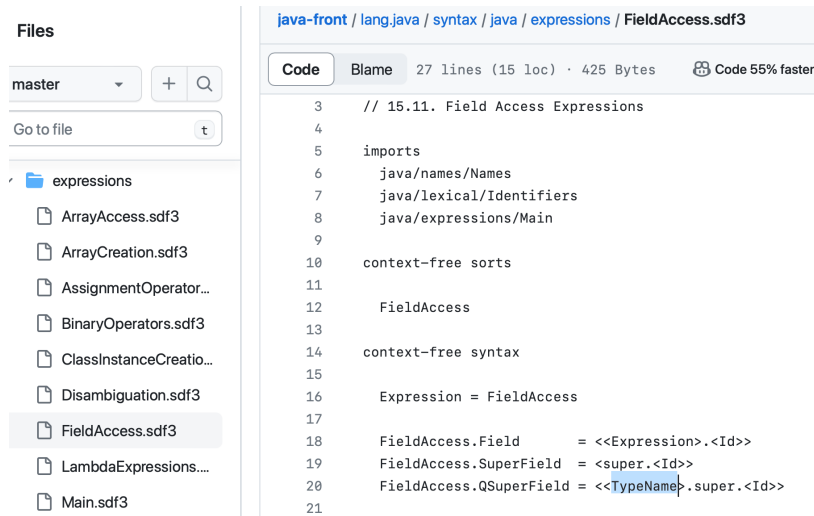 Files
master
Go to file
t
expressions
ArrayAccess.sdf3
ArrayCreation.sdf3
AssignmentOperator...
BinaryOperators.sdf3
ClassInstanceCreatio...
Disambiguation.sdf3
FieldAccess.sdf3
LambdaExpressions....
Main.sdf3
java-front / lang.java / syntax / java / expressions / FieldAccess.sdf3
Code Blame 27 lines (15 loc) · 425 Bytes Code 55% faster
3 // 15.11. Field Access Expressions
4
5 imports
6 java/names/Names
7 java/lexical/Identifiers
8 java/expressions/Main
9
10 context-free sorts
11
12 FieldAccess
13
14 context-free syntax
15
16 Expression = FieldAccess
17
18 FieldAccess.Field = <<Expression>.<Id>>
19 FieldAccess.SuperField = <super.<Id>>
20 FieldAccess.QSuperField = <<TypeName>.super.<Id>>
21